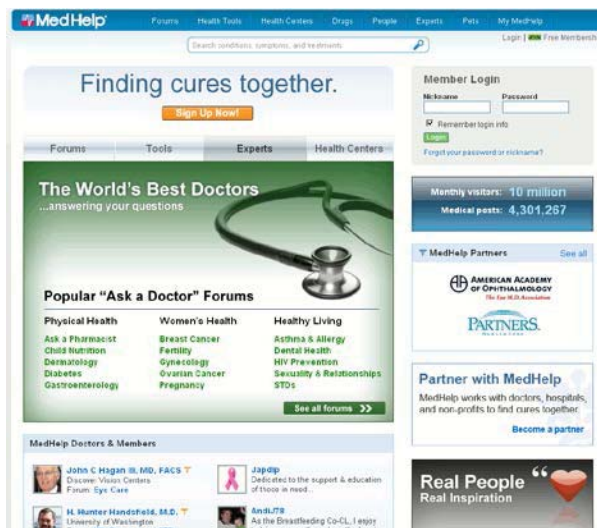 MedHelp
Forums Health Tools Health Centers Drugs People Experts Pets My MedHelp
Login | Free Membership
Search conditions, symptoms, and treatments
Finding cures together.
Sign Up Now!
Member Login
Nickname Password
Remember login info
Login
Forgot your password or nickname?
Forums Tools Experts Health Centers
The World's Best Doctors
...answering your questions
Popular "Ask a Doctor" Forums
Physical Health
Ask a Pharmacist
Child Nutrition
Dermatology
Diabetes
Gastroenterology
Women's Health
Breast Cancer
Fertility
Gynecology
Ovarian Cancer
Pregnancy
Healthy Living
Asthma & Allergy
Dental Health
HIV Prevention
Sexuality & Relationships
STDs
See all forums
Monthly visitors: 10 million
Medical posts: 4,301,267
MedHelp Partners See all
AMERICAN ACADEMY
OF OPHTHALMOLOGY
The Eye M.D. Association
PARTNERS.
Partner with MedHelp
MedHelp works with doctors, hospitals,
and non-profits to find cures together.
Become a partner
MedHelp Doctors & Members
John C Hagan III, MD, FACS
Discover Vision Centers
Forum: Eye Care
Japdip
Dedicated to the support & education
of those in need...
H. Hunter Handsfield, M.D.
University of Washington
AndiJ78
As the Breastfeeding Co-CL, I enjoy
Real People
Real Inspiration